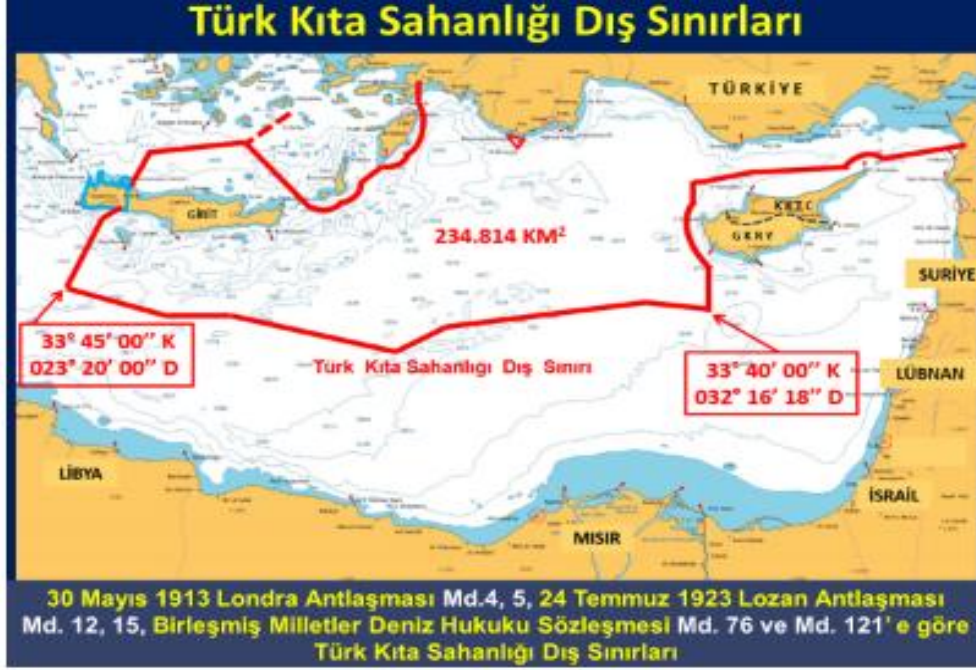 Türk Kıta Sahanlığı Dış Sınırları
TÜRKİYE
GİRİT
KKTC
GKRY
234.814 KM²
SURİYE
33° 45' 00'' K
023° 20' 00'' D
Türk Kıta Sahanlıgı Dış Sınırı
33° 40' 00'' K
032° 16' 18'' D
LÜBNAN
LİBYA
İSRAİL
MISIR
30 Mayıs 1913 Londra Antlaşması Md.4, 5, 24 Temmuz 1923 Lozan Antlaşması
Md. 12, 15, Birleşmiş Milletler Deniz Hukuku Sözleşmesi Md. 76 ve Md. 121' e göre
Türk Kıta Sahanlığı Dış Sınırları